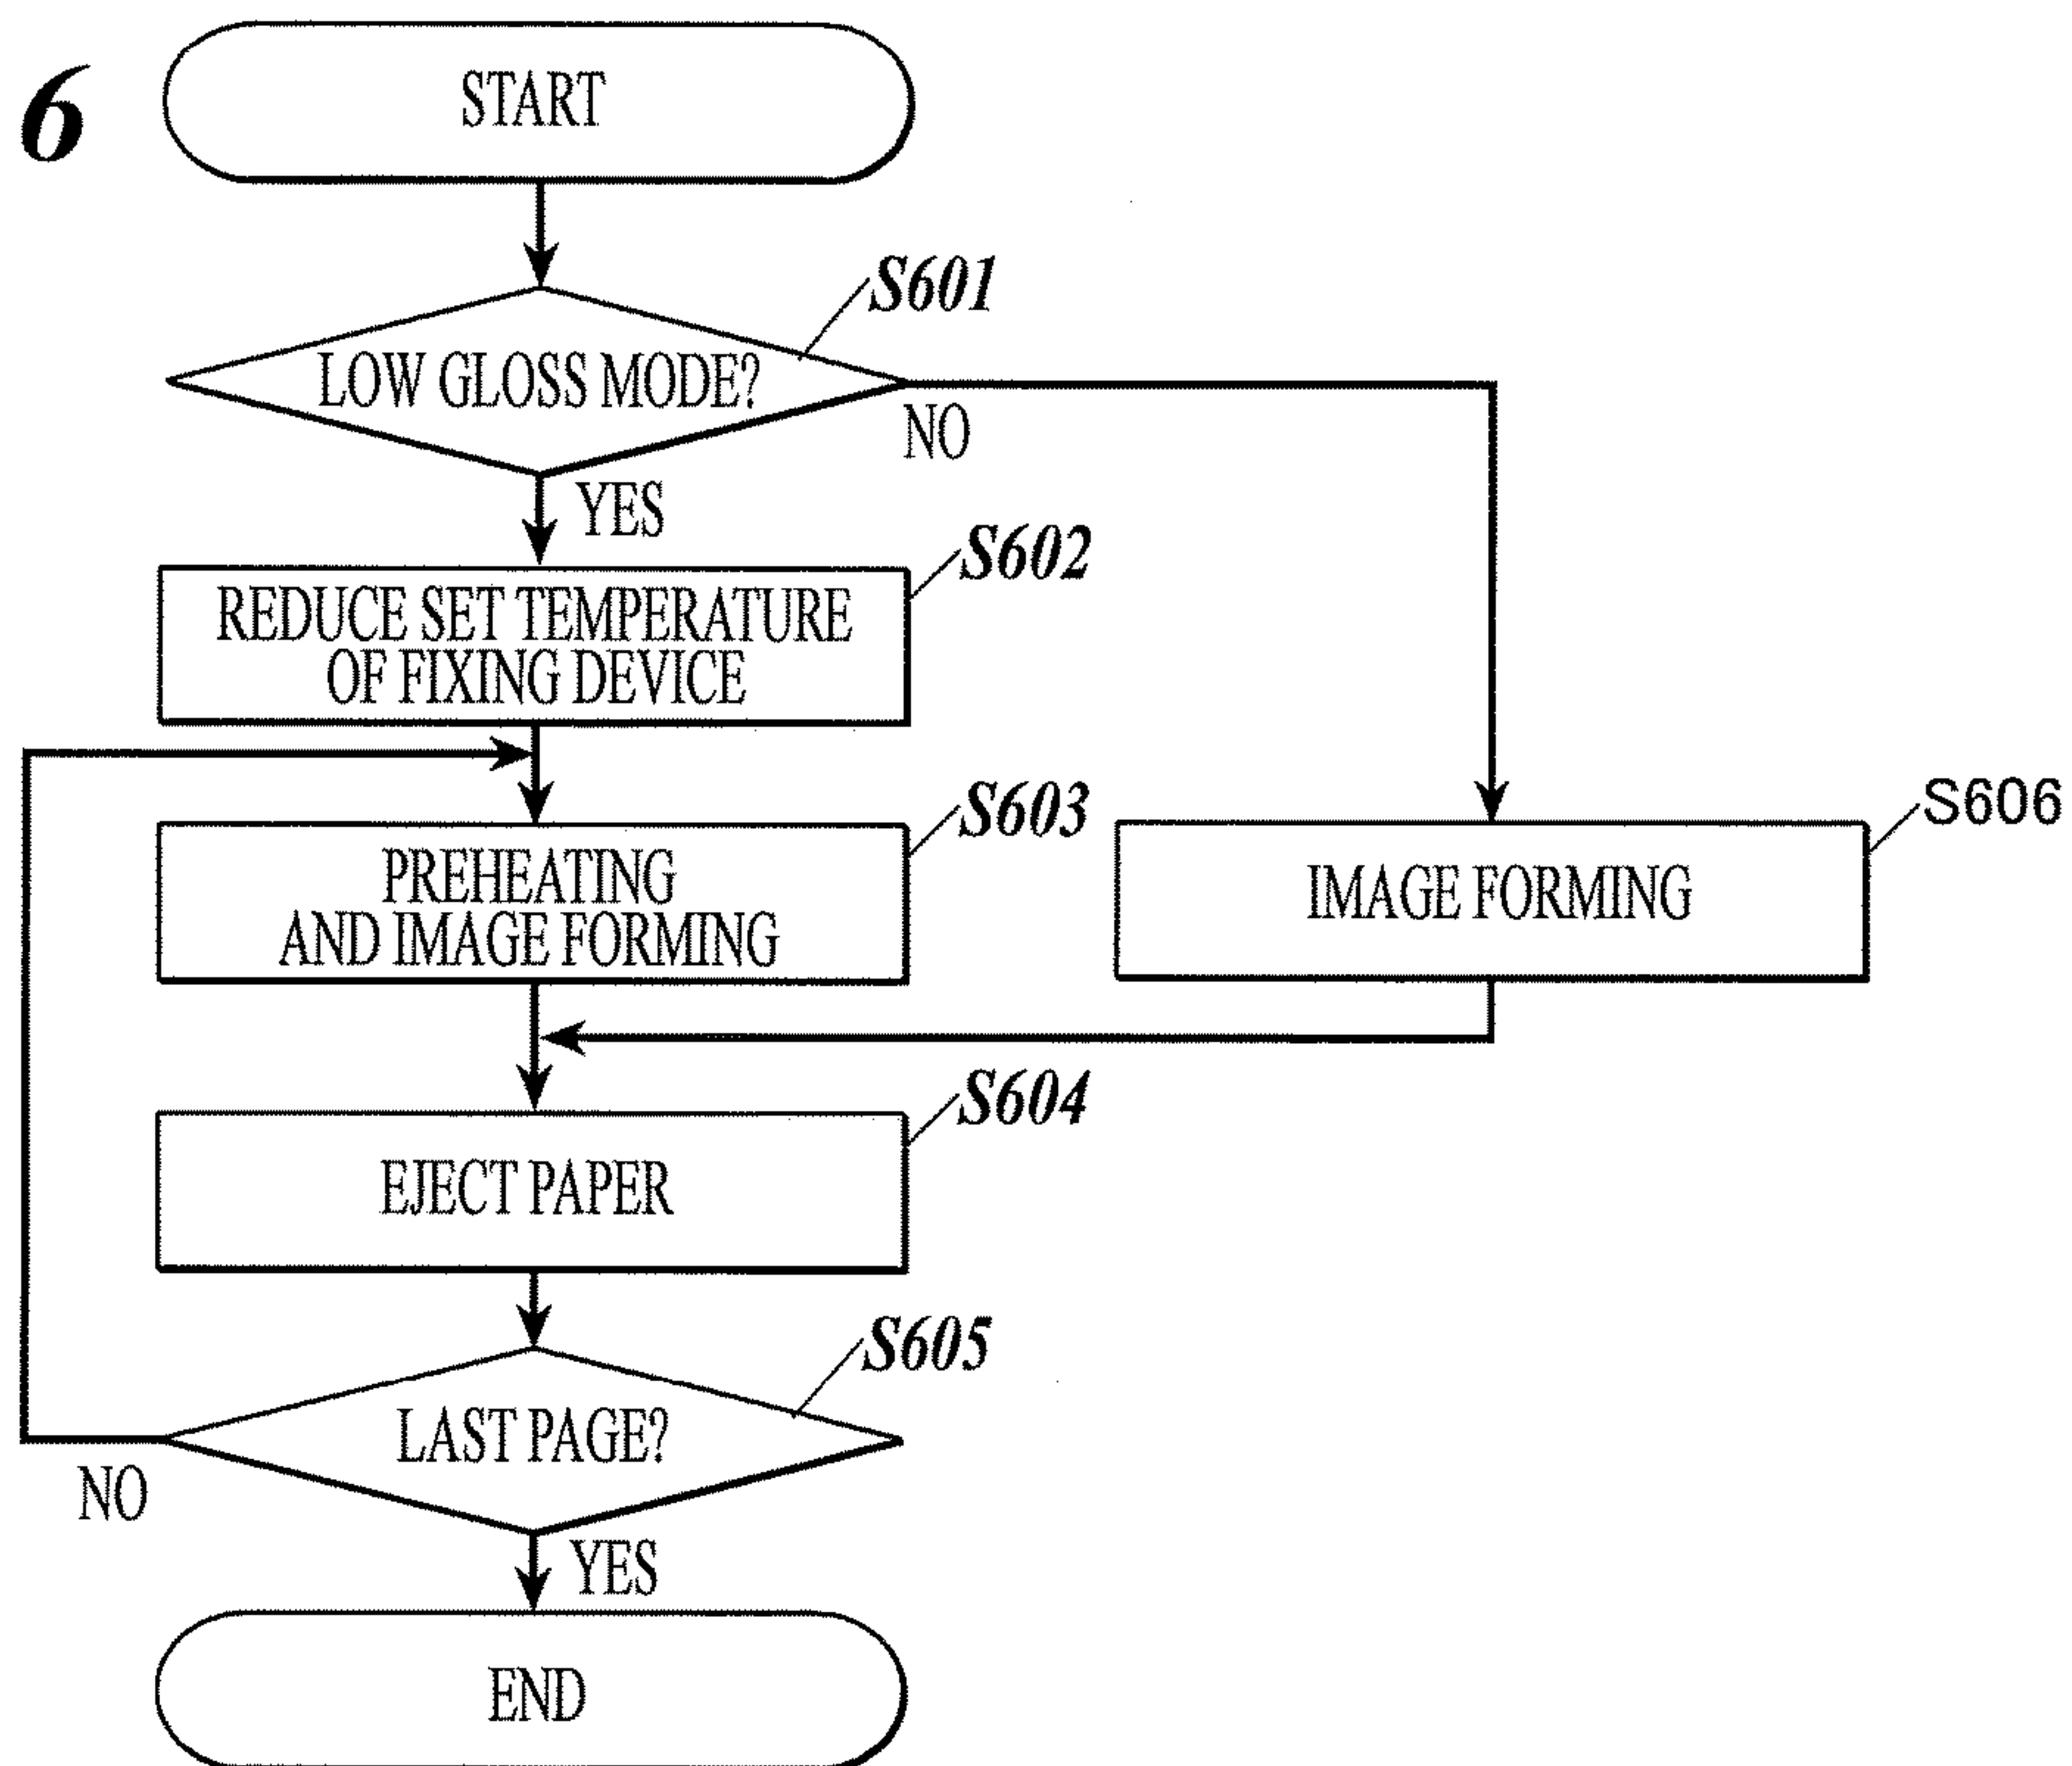 6
START
S601
LOW GLOSS MODE?
NO
YES
S602
REDUCE SET TEMPERATURE
OF FIXING DEVICE
S603
PREHEATING
AND IMAGE FORMING
S606
IMAGE FORMING
S604
EJECT PAPER
S605
LAST PAGE?
NO
YES
END